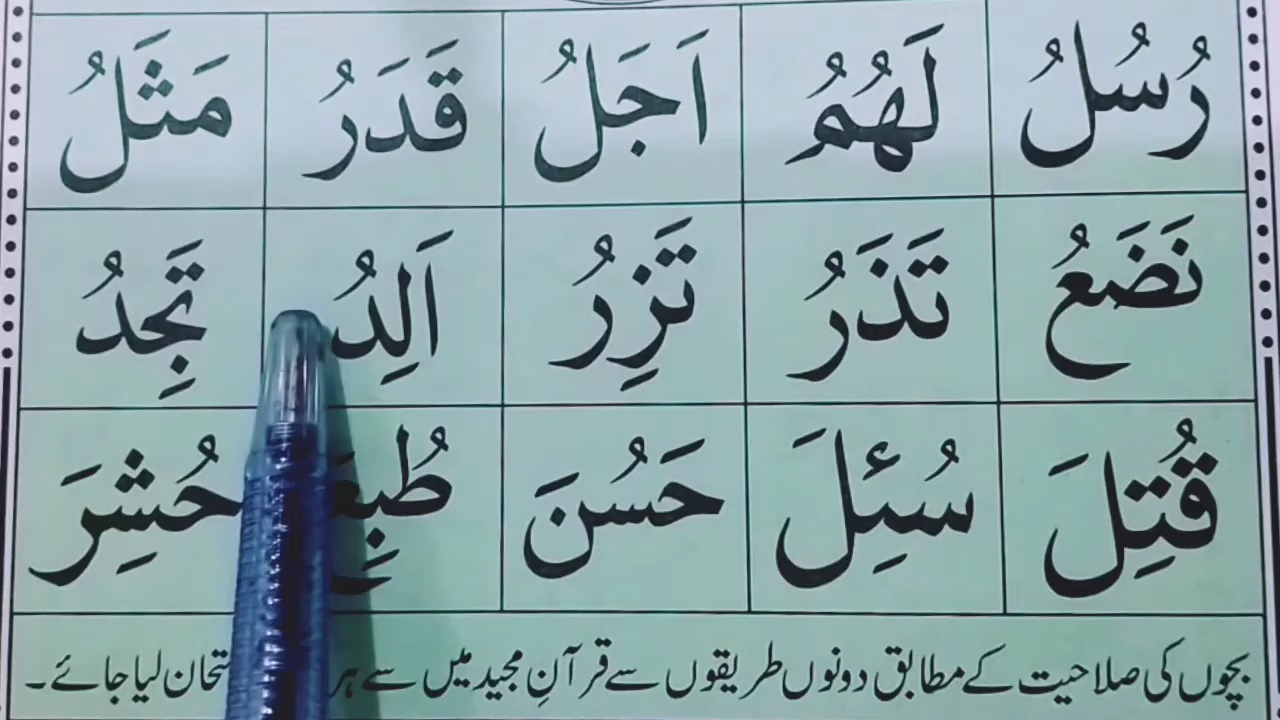 رُسُلُ لَهُمُ اَجَلُ قَدَرُ مَثَلُ
نَضَعُ تَذَرُ تَزِرُ اَلِدُ تَجِدُ
قُتِلَ سُئِلَ حَسُنَ طُبِعَ حُشِرَ
بچوں کی صلاحیت کے مطابق دونوں طریقوں سے قرآنِ مجید میں سے ہر لیا جائے۔